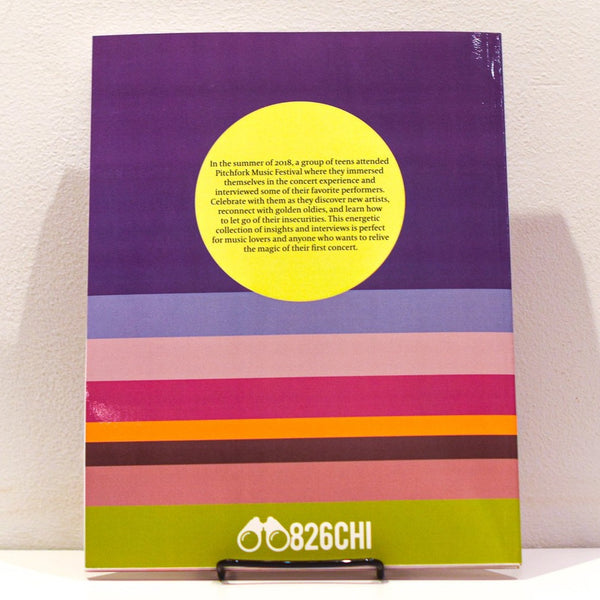 In the summer of 2018, a group of teens attended
Pitchfork Music Festival where they immersed
themselves in the concert experience and
interviewed some of their favorite performers.
Celebrate with them as they discover new artists,
reconnect with golden oldies, and learn how
to let go of their insecurities. This energetic
collection of insights and interviews is perfect
for music lovers and anyone who wants to relive
the magic of their first concert.
826CHI